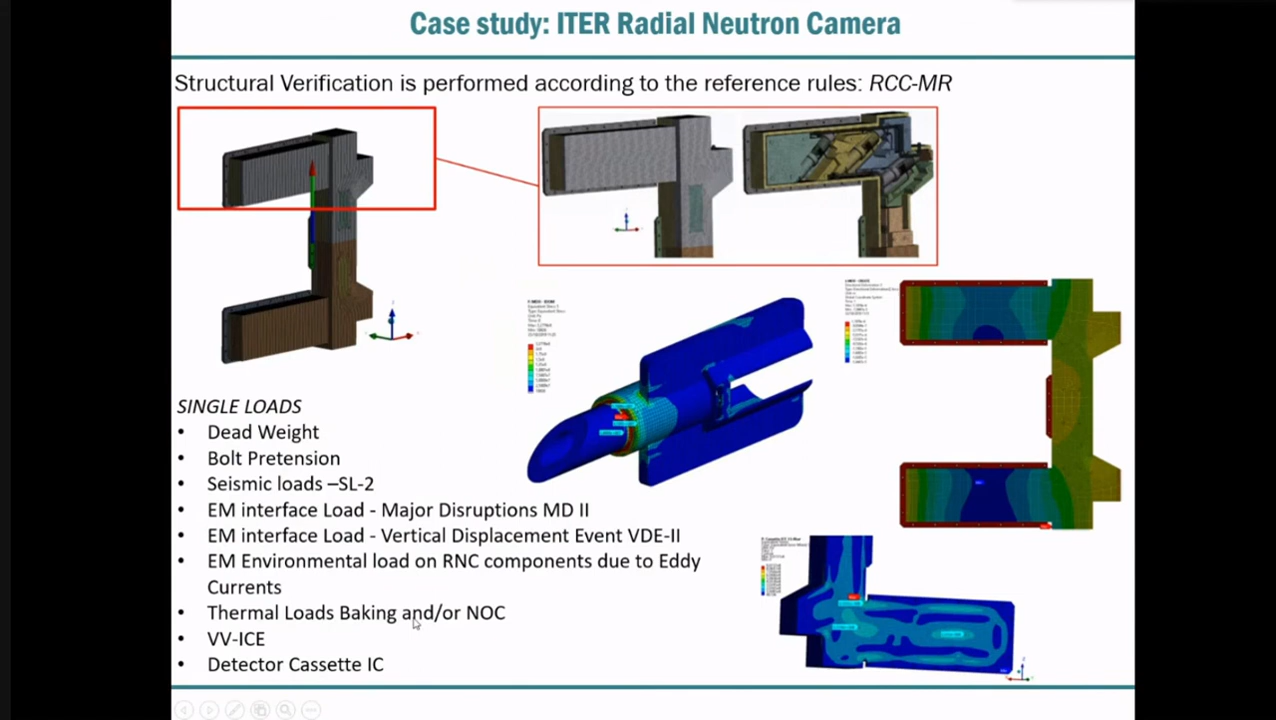 Case study: ITER Radial Neutron Camera
Structural Verification is performed according to the reference rules: RCC-MR
SINGLE LOADS
• Dead Weight
• Bolt Pretension
• Seismic loads –SL-2
• EM interface Load - Major Disruptions MD II
• EM interface Load - Vertical Displacement Event VDE-II
• EM Environmental load on RNC components due to Eddy
Currents
• Thermal Loads Baking and/or NOC
• VV-ICE
• Detector Cassette IC